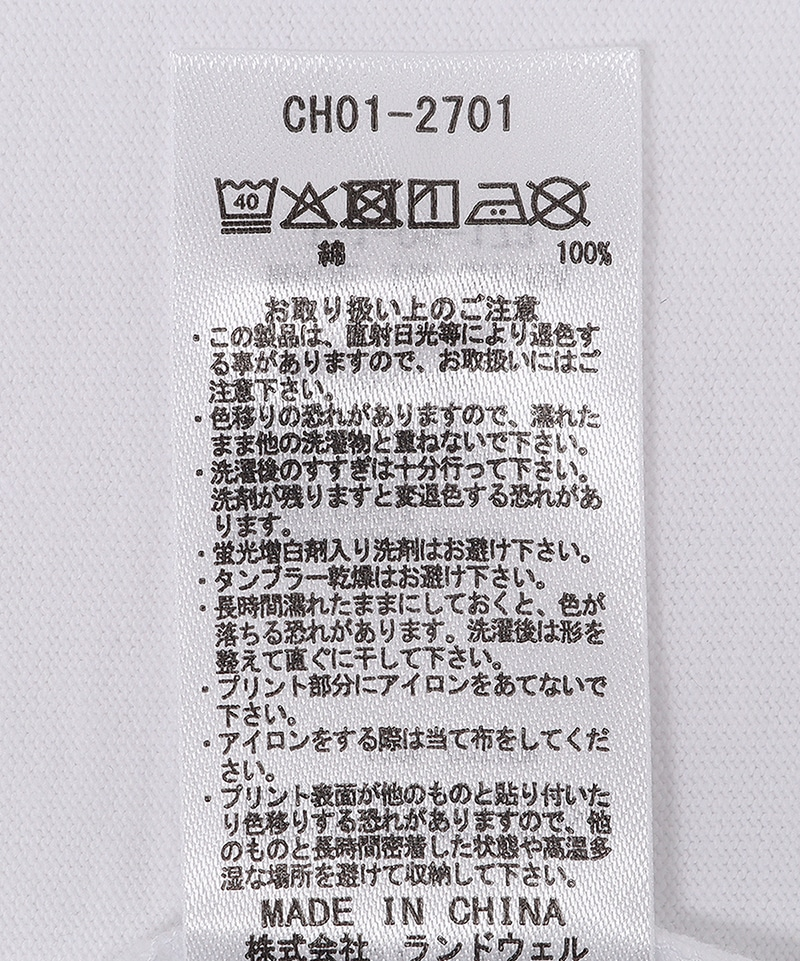 CH01-2701
40
綿 100%
お取り扱い上のご注意
・この製品は、直射日光等により退色す
る事がありますので、お取扱いにはご
注意下さい。
・色移りの恐れがありますので、濡れた
まま他の洗濯物と重ねないで下さい。
・洗濯後のすすぎは十分行って下さい。
洗剤が残りますと変退色する恐れがあ
ります。
・蛍光増白剤入り洗剤はお避け下さい。
・タンブラー乾燥はお避け下さい。
・長時間濡れたままにしておくと、色が
落ちる恐れがあります。洗濯後は形を
整えて直ぐに干して下さい。
・プリント部分にアイロンをあてないで
下さい。
・アイロンをする際は当て布をしてくだ
さい。
・プリント表面が他のものと貼り付いた
り色移りする恐れがありますので、他
のものと長時間密着した状態や高温多
湿な場所を避けて収納して下さい。
MADE IN CHINA
株式会社 ランドウェル